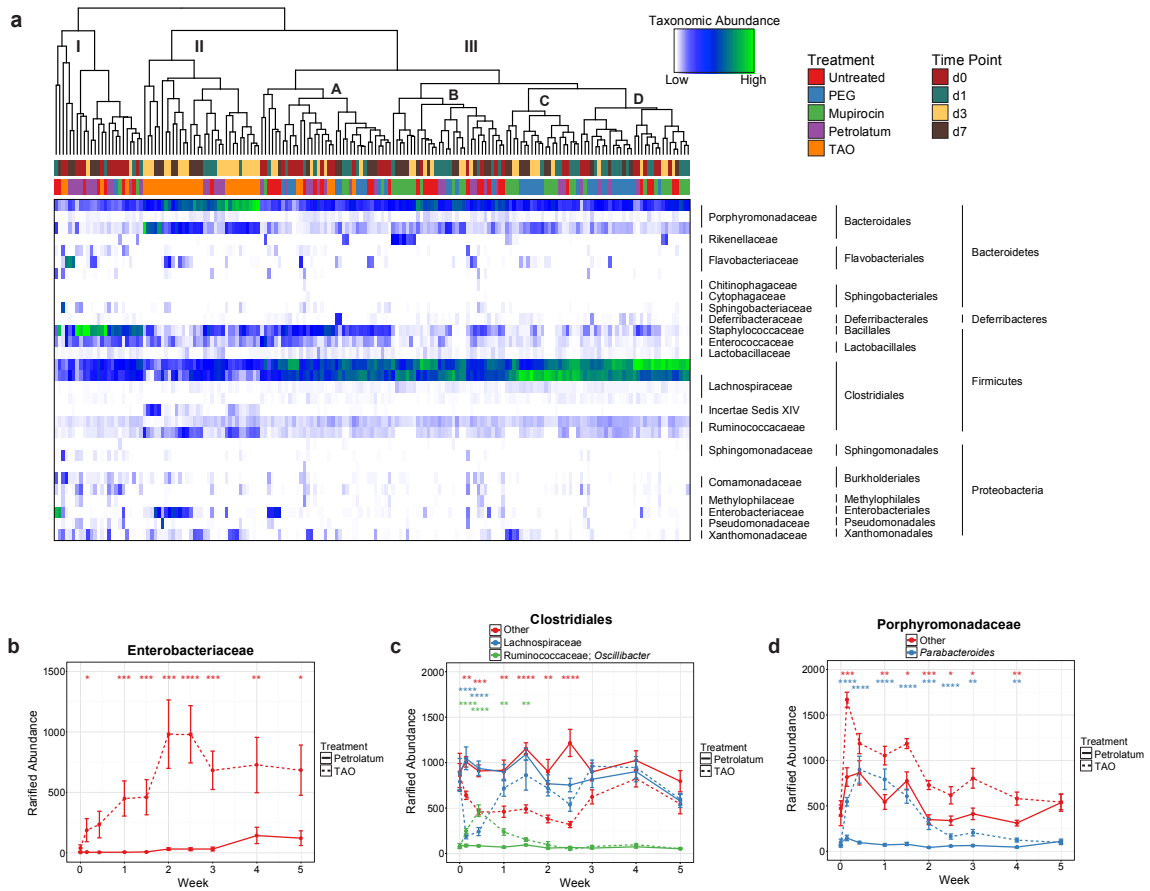 a
Taxonomic Abundance
Low High
I
II
III
A
B
C
D
Treatment
Untreated
PEG
Mupirocin
Petrolatum
TAO
Time Point
d0
d1
d3
d7
Porphyromonadaceae
Rikenellaceae
Flavobacteriaceae
Chitinophagaceae
Cytophagaceae
Sphingobacteriaceae
Deferribacteraceae
Staphylococcaceae
Enterococcaceae
Lactobacillaceae
Lachnospiraceae
Incertae Sedis XIV
Ruminococcaceae
Sphingomonadaceae
Comamonadaceae
Methylophilaceae
Enterobacteriaceae
Pseudomonadaceae
Xanthomonadaceae
Bacteroidales
Flavobacteriales
Sphingobacteriales
Deferribacterales
Bacillales
Lactobacillales
Clostridiales
Sphingomonadales
Burkholderiales
Methylophilales
Enterobacteriales
Pseudomonadales
Xanthomonadales
Bacteroidetes
Deferribacteres
Firmicutes
Proteobacteria
b
Enterobacteriaceae
Rarified Abundance
1500
1000
500
0
* *** *** *** **** *** ** *
0 1 2 3 4 5
Week
Treatment
Petrolatum
TAO
c
Clostridiales
Other
Lachnospiraceae
Ruminococcaceae; Oscillibacter
Rarified Abundance
2000
1500
1000
500
0
** *** ** **** ** ****
**** ****
**** **** ** **
0 1 2 3 4 5
Week
Treatment
Petrolatum
TAO
d
Porphyromonadaceae
Other
Parabacteroides
Rarified Abundance
2000
1500
1000
500
0
*** ** * *** * ** **
**** **** **** **** *** **** ** **
0 1 2 3 4 5
Week
Treatment
Petrolatum
TAO